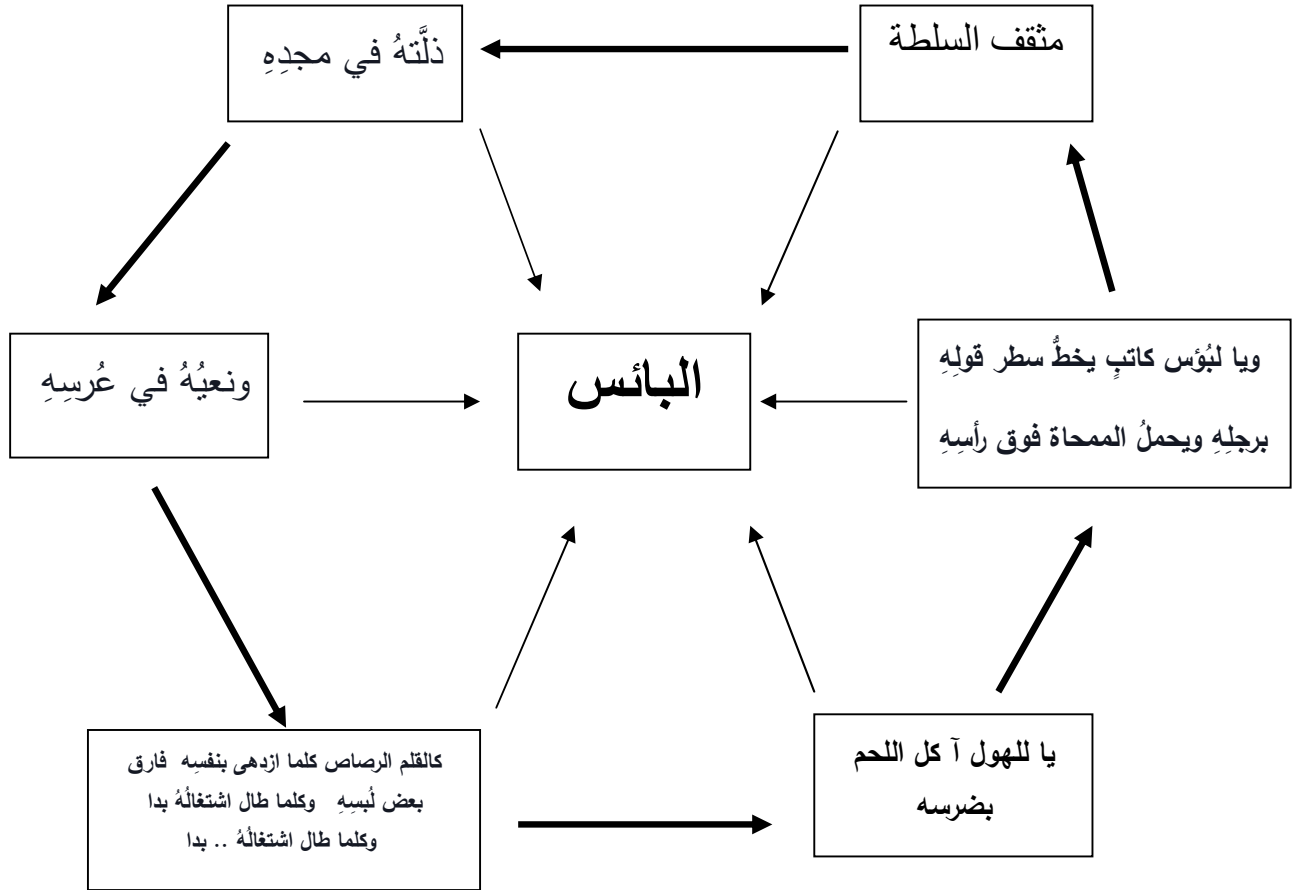 مثقف السلطة
ذلَّتهُ في مجدِهِ
ونعيُهُ في عُرسِهِ
البائس
ويا لبُؤس كاتبٍ يخطُّ سطر قولِهِ
برجلِهِ ويحملُ الممحاة فوق رأسِهِ
كالقلم الرصاص كلما ازدهى بنفسِه فارق
بعض لُبسِهِ وكلما طال اشتغالُهُ بدا
وكلما طال اشتغالُهُ .. بدا
يا للهول آ كل اللحم
بضرسه